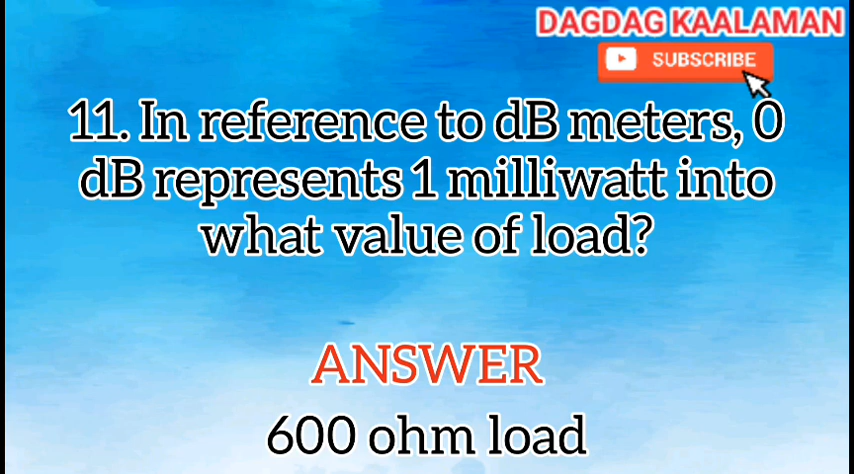 DAGDAG KAALAMAN
SUBSCRIBE
11. In reference to dB meters, 0
dB represents 1 milliwatt into
what value of load?
ANSWER
600 ohm load